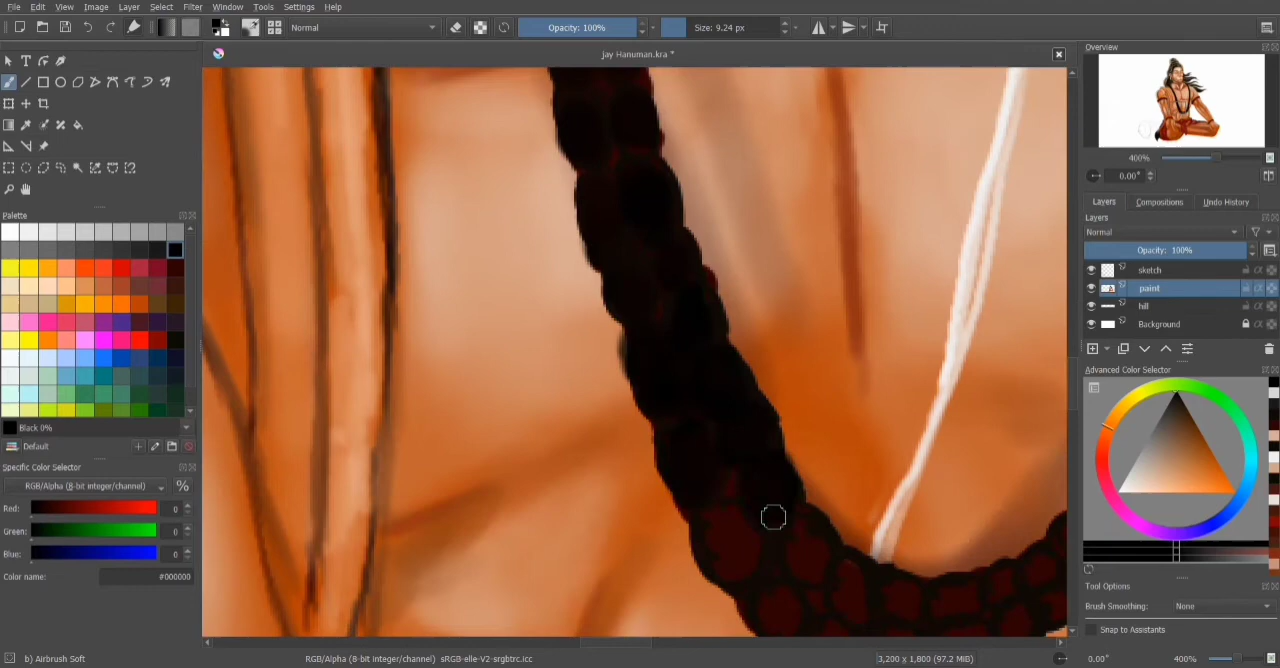 File Edit View Image Layer Select Filter Window Tools Settings Help
Normal Opacity: 100% Size: 9.24 px
Jay Hanuman.kra *
Overview
400%
0.00°
Layers Compositions Undo History
Layers
Normal
Opacity: 100%
sketch
paint
hill
Background
Advanced Color Selector
Tool Options
Brush Smoothing: None
Snap to Assistants
Palette
Black 0%
Default
Specific Color Selector
RGB/Alpha (8-bit integer/channel) %
Red: 0
Green: 0
Blue: 0
Color name: #000000
b) Airbrush Soft RGB/Alpha (8-bit integer/channel) sRGB-elle-V2-srgbtrc.icc 3,200 x 1,800 (97.2 MiB) 0.00° 400%